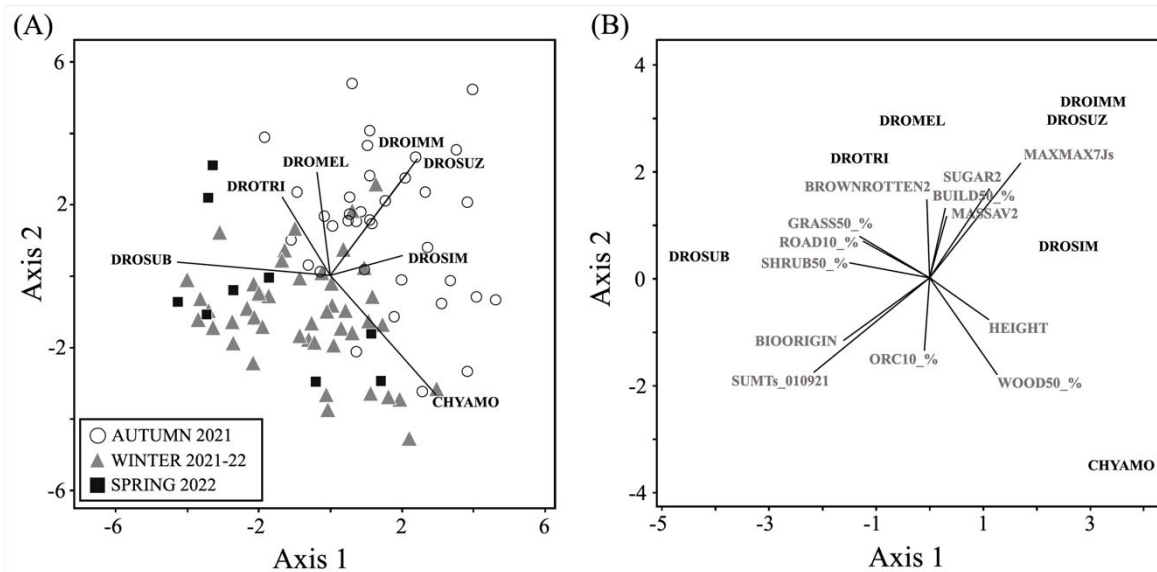 (A)
6
2
-2
-6
Axis 2
DROIMM
DROMEL
DROSUZ
DROTRI
DROSUB
DROSIM
CHYAMO
AUTUMN 2021
WINTER 2021-22
SPRING 2022
-6
-2
2
6
Axis 1
(B)
4
2
0
-2
-4
Axis 2
DROIMM
DROMEL
DROSUZ
DROTRI
MAXMAX7Js
SUGAR2
BROWNROTTEN2
BUILD50_%
MASSAV2
GRASS50_%
ROAD10_%
DROSUB
SHRUB50_%
DROSIM
HEIGHT
BIOORIGIN
ORC10_%
SUMTs_010921
WOOD50_%
CHYAMO
-5
-3
-1
1
3
Axis 1